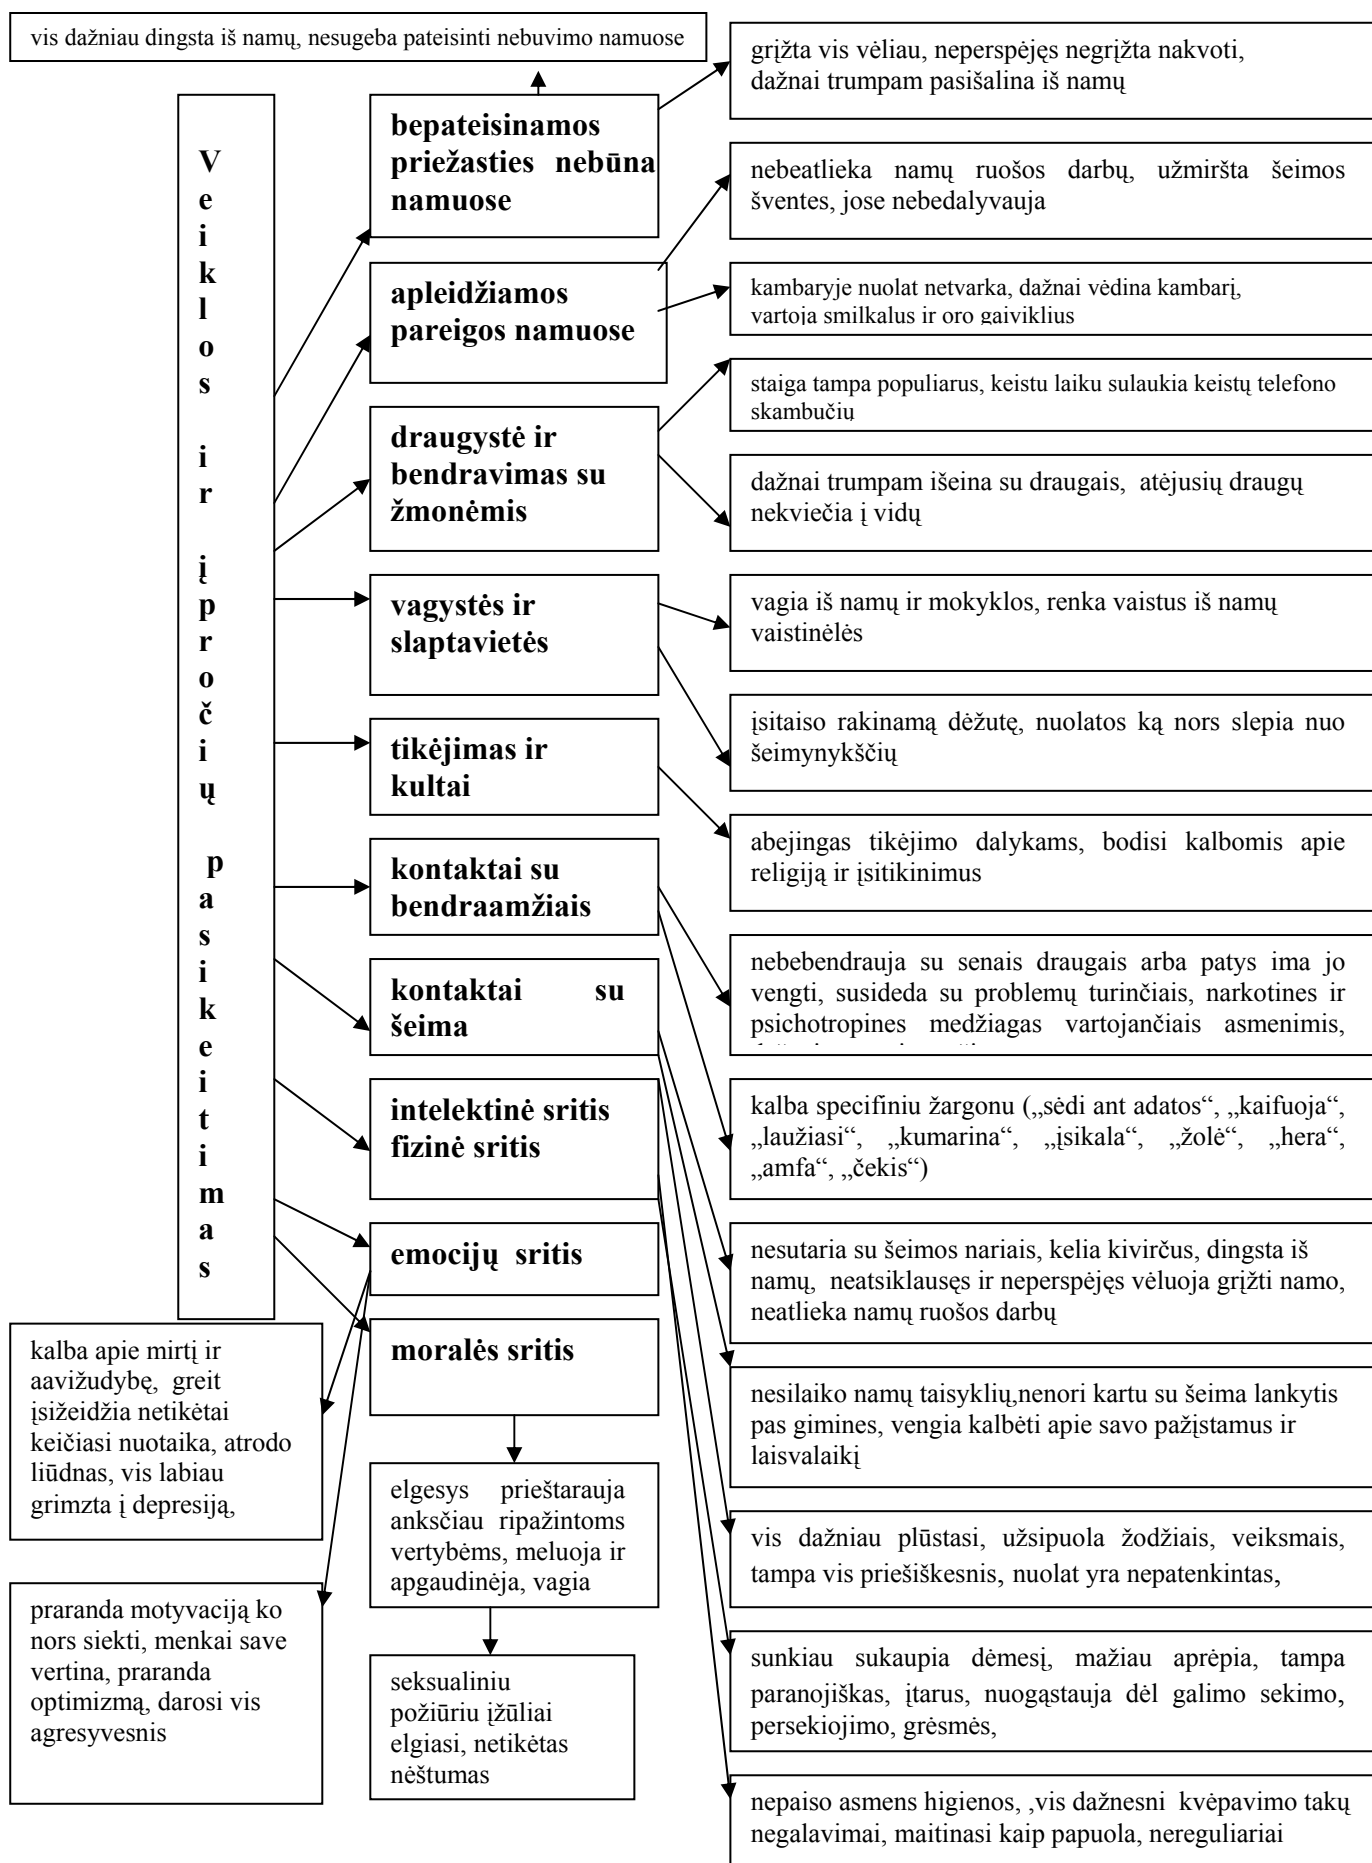 vis dažniau dingsta iš namų, nesugeba pateisinti nebuvimo namuose
Veiklos ir įpročių pasikeitimas
bepateisinamos
priežasties nebūna
namuose
grįžta vis vėliau, neperspėjęs negrįžta nakvoti,
dažnai trumpam pasišalina iš namų
apleidžiamos
pareigos namuose
nebeatlieka namų ruošos darbų, užmiršta šeimos
šventes, jose nebedalyvauja
kambaryje nuolat netvarka, dažnai vėdina kambarį,
vartoja smilkalus ir oro gaiviklius
draugystė ir
bendravimas su
žmonėmis
staiga tampa populiarus, keistu laiku sulaukia keistų telefono
skambučių
dažnai trumpam išeina su draugais, atėjusių draugų
nekviečia į vidų
vagystės ir
slaptavietės
vagia iš namų ir mokyklos, renka vaistus iš namų
vaistinėlės
įsitaiso rakinamą dėžutę, nuolatos ką nors slepia nuo
šeimynykščių
tikėjimas ir
kultai
abejingas tikėjimo dalykams, bodisi kalbomis apie
religiją ir įsitikinimus
kontaktai su
bendraamžiais
nebebendrauja su senais draugais arba patys ima jo
vengti, susideda su problemų turinčiais, narkotines ir
psichotropines medžiagas vartojančiais asmenimis,
kalba specifiniu žargonu („sėdi ant adatos“, „kaifuoja“,
„laužiasi“, „kumarina“, „įsikala“, „žolė“, „hera“,
„amfa“, „čekis“)
kontaktai su
šeima
nesutaria su šeimos nariais, kelia kivirčus, dingsta iš
namų, neatsiklausęs ir neperspėjęs vėluoja grįžti namo,
neatlieka namų ruošos darbų
nesilaiko namų taisyklių,nenori kartu su šeima lankytis
pas gimines, vengia kalbėti apie savo pažįstamus ir
laisvalaikį
intelektinė sritis
fizinė sritis
vis dažniau plūstasi, užsipuola žodžiais, veiksmais,
tampa vis priešiškesnis, nuolat yra nepatenkintas,
sunkiau sukaupia dėmesį, mažiau aprėpia, tampa
paranojiškas, įtarus, nuogąstauja dėl galimo sekimo,
persekiojimo, grėsmės,
nepaiso asmens higienos, ,vis dažnesni kvėpavimo takų
negalavimai, maitinasi kaip papuola, nereguliariai
emocijų sritis
kalba apie mirtį ir
aavižudybę, greit
įsižeidžia netikėtai
keičiasi nuotaika, atrodo
liūdnas, vis labiau
grimzta į depresiją,
praranda motyvaciją ko
nors siekti, menkai save
vertina, praranda
optimizmą, darosi vis
agresyvesnis
moralės sritis
elgesys prieštarauja
anksčiau ripažintoms
vertybėms, meluoja ir
apgaudinėja, vagia
seksualiniu
požiūriu įžūliai
elgiasi, netikėtas
nėštumas